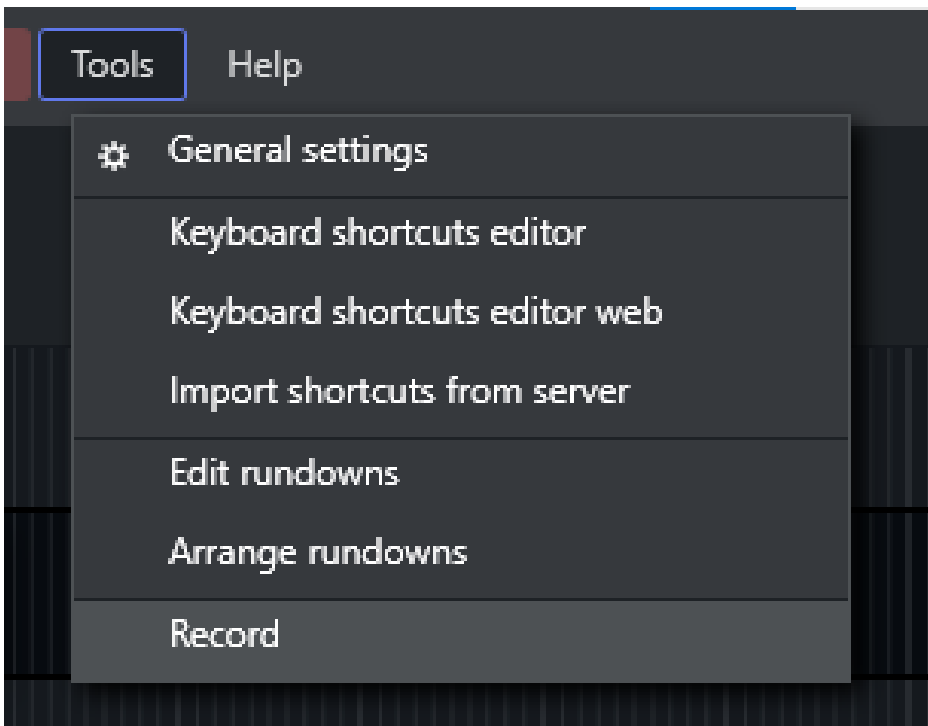 Tools Help
General settings
Keyboard shortcuts editor
Keyboard shortcuts editor web
Import shortcuts from server
Edit rundowns
Arrange rundowns
Record